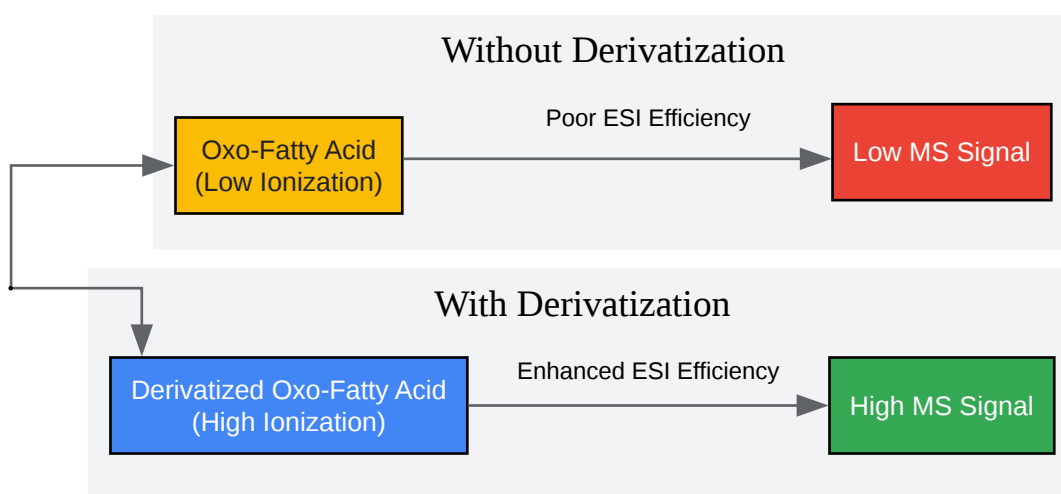 Without Derivatization
Poor ESI Efficiency
Oxo-Fatty Acid
(Low Ionization)
Low MS Signal
With Derivatization
Enhanced ESI Efficiency
Derivatized Oxo-Fatty Acid
(High Ionization)
High MS Signal